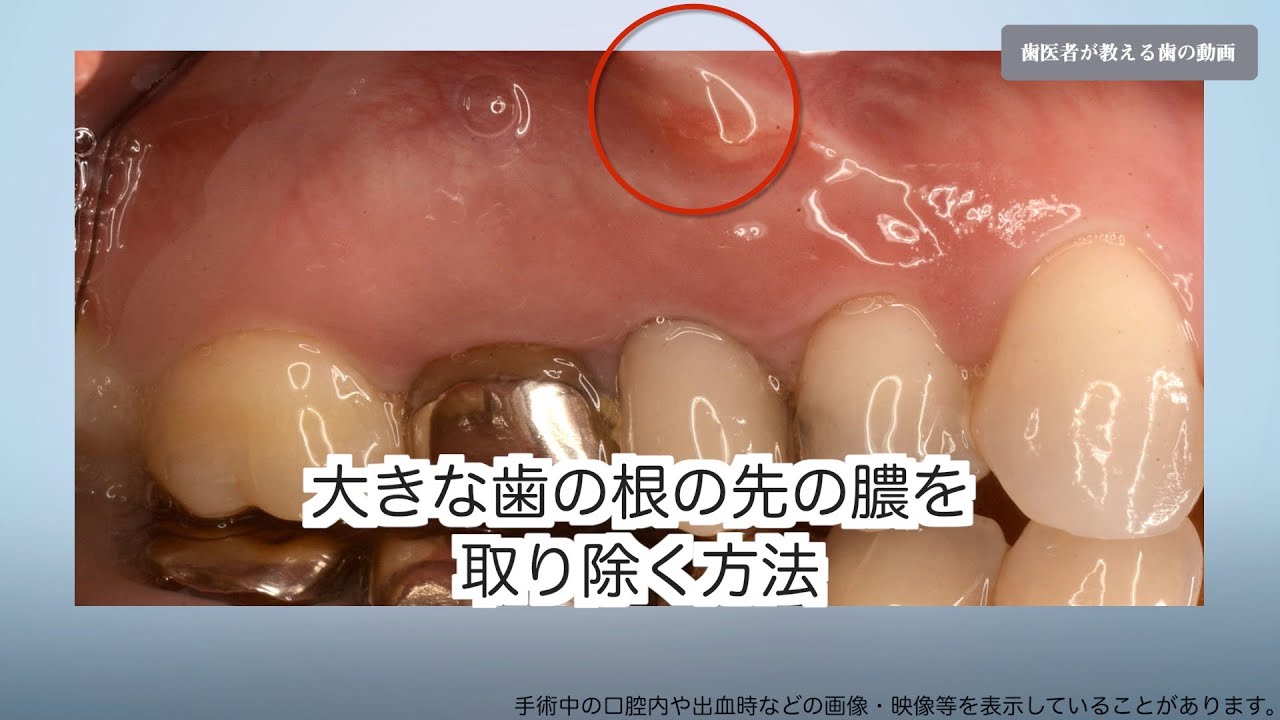 歯医者が教える歯の動画
大きな歯の根の先の膿を
取り除く方法
手術中の口腔内や出血時などの画像・映像等を表示していることがあります。